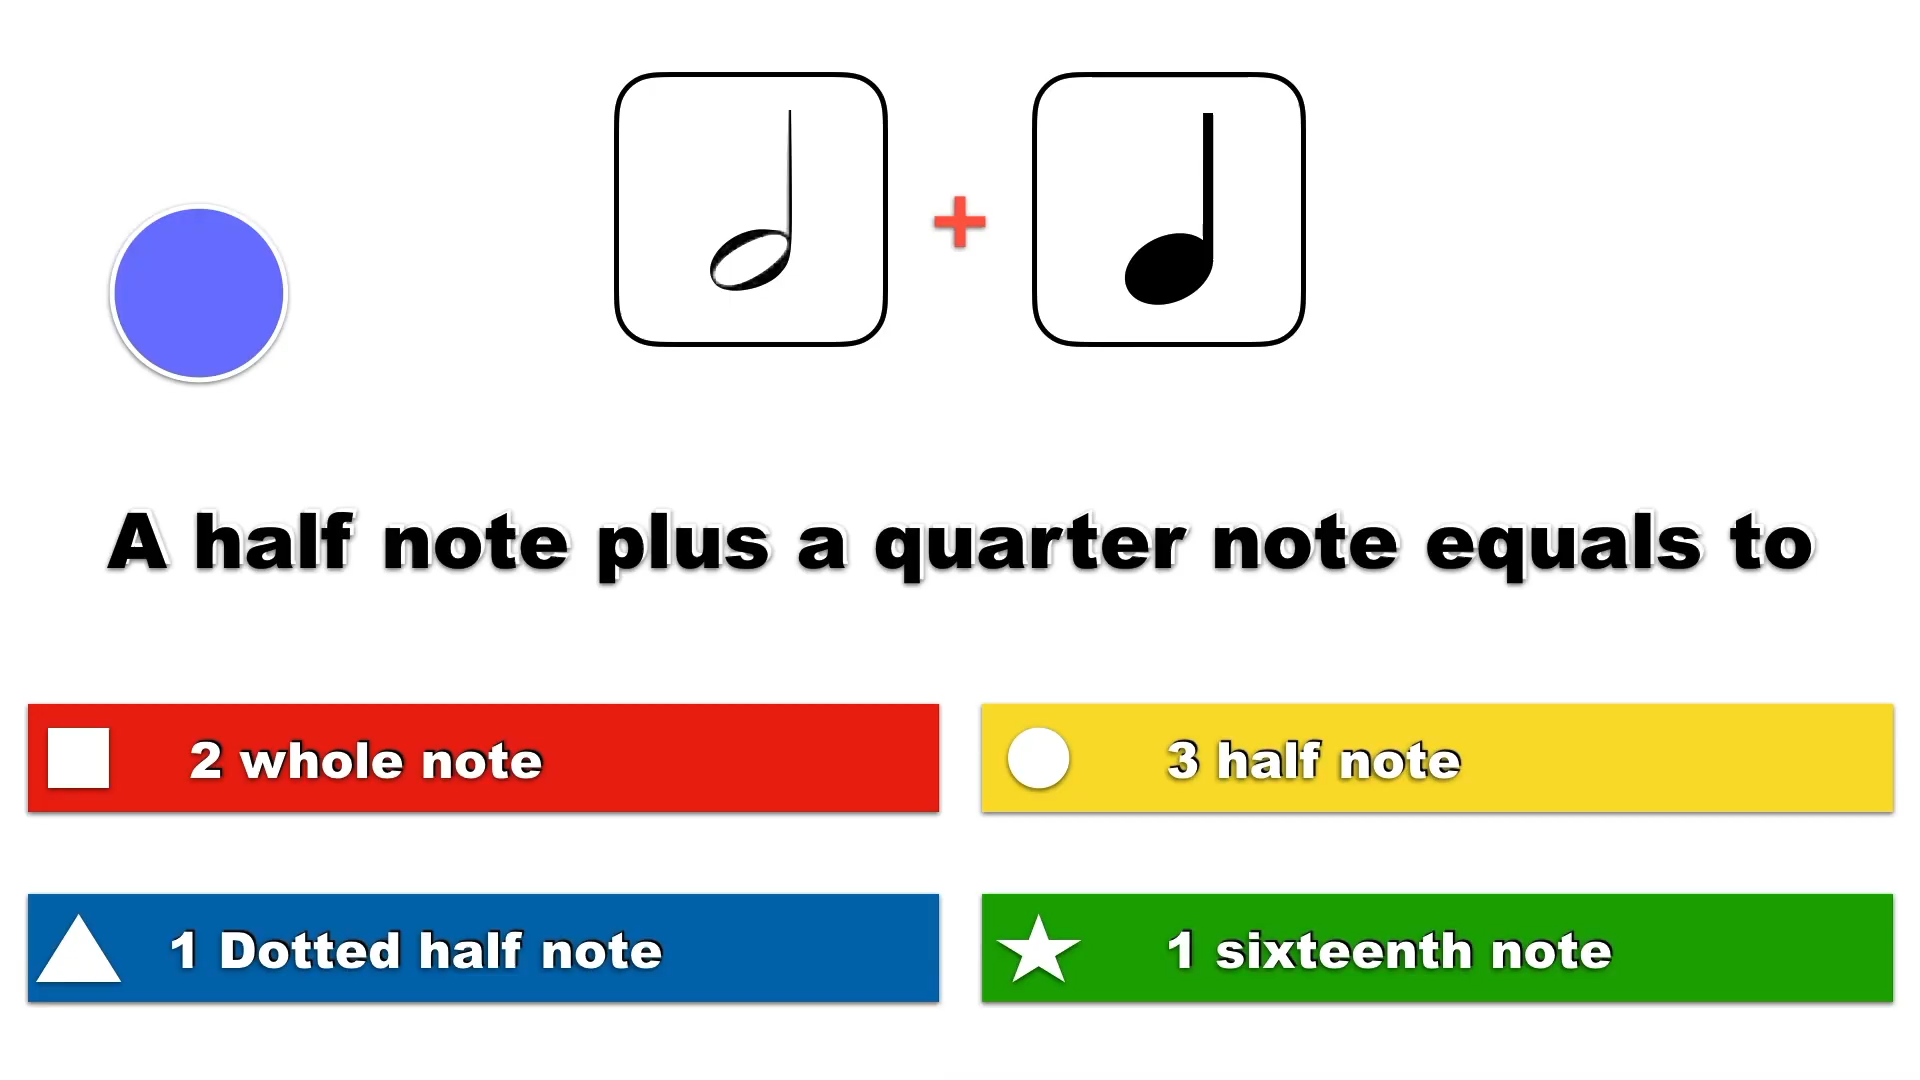 A half note plus a quarter note equals to
2 whole note
3 half note
1 Dotted half note
1 sixteenth note